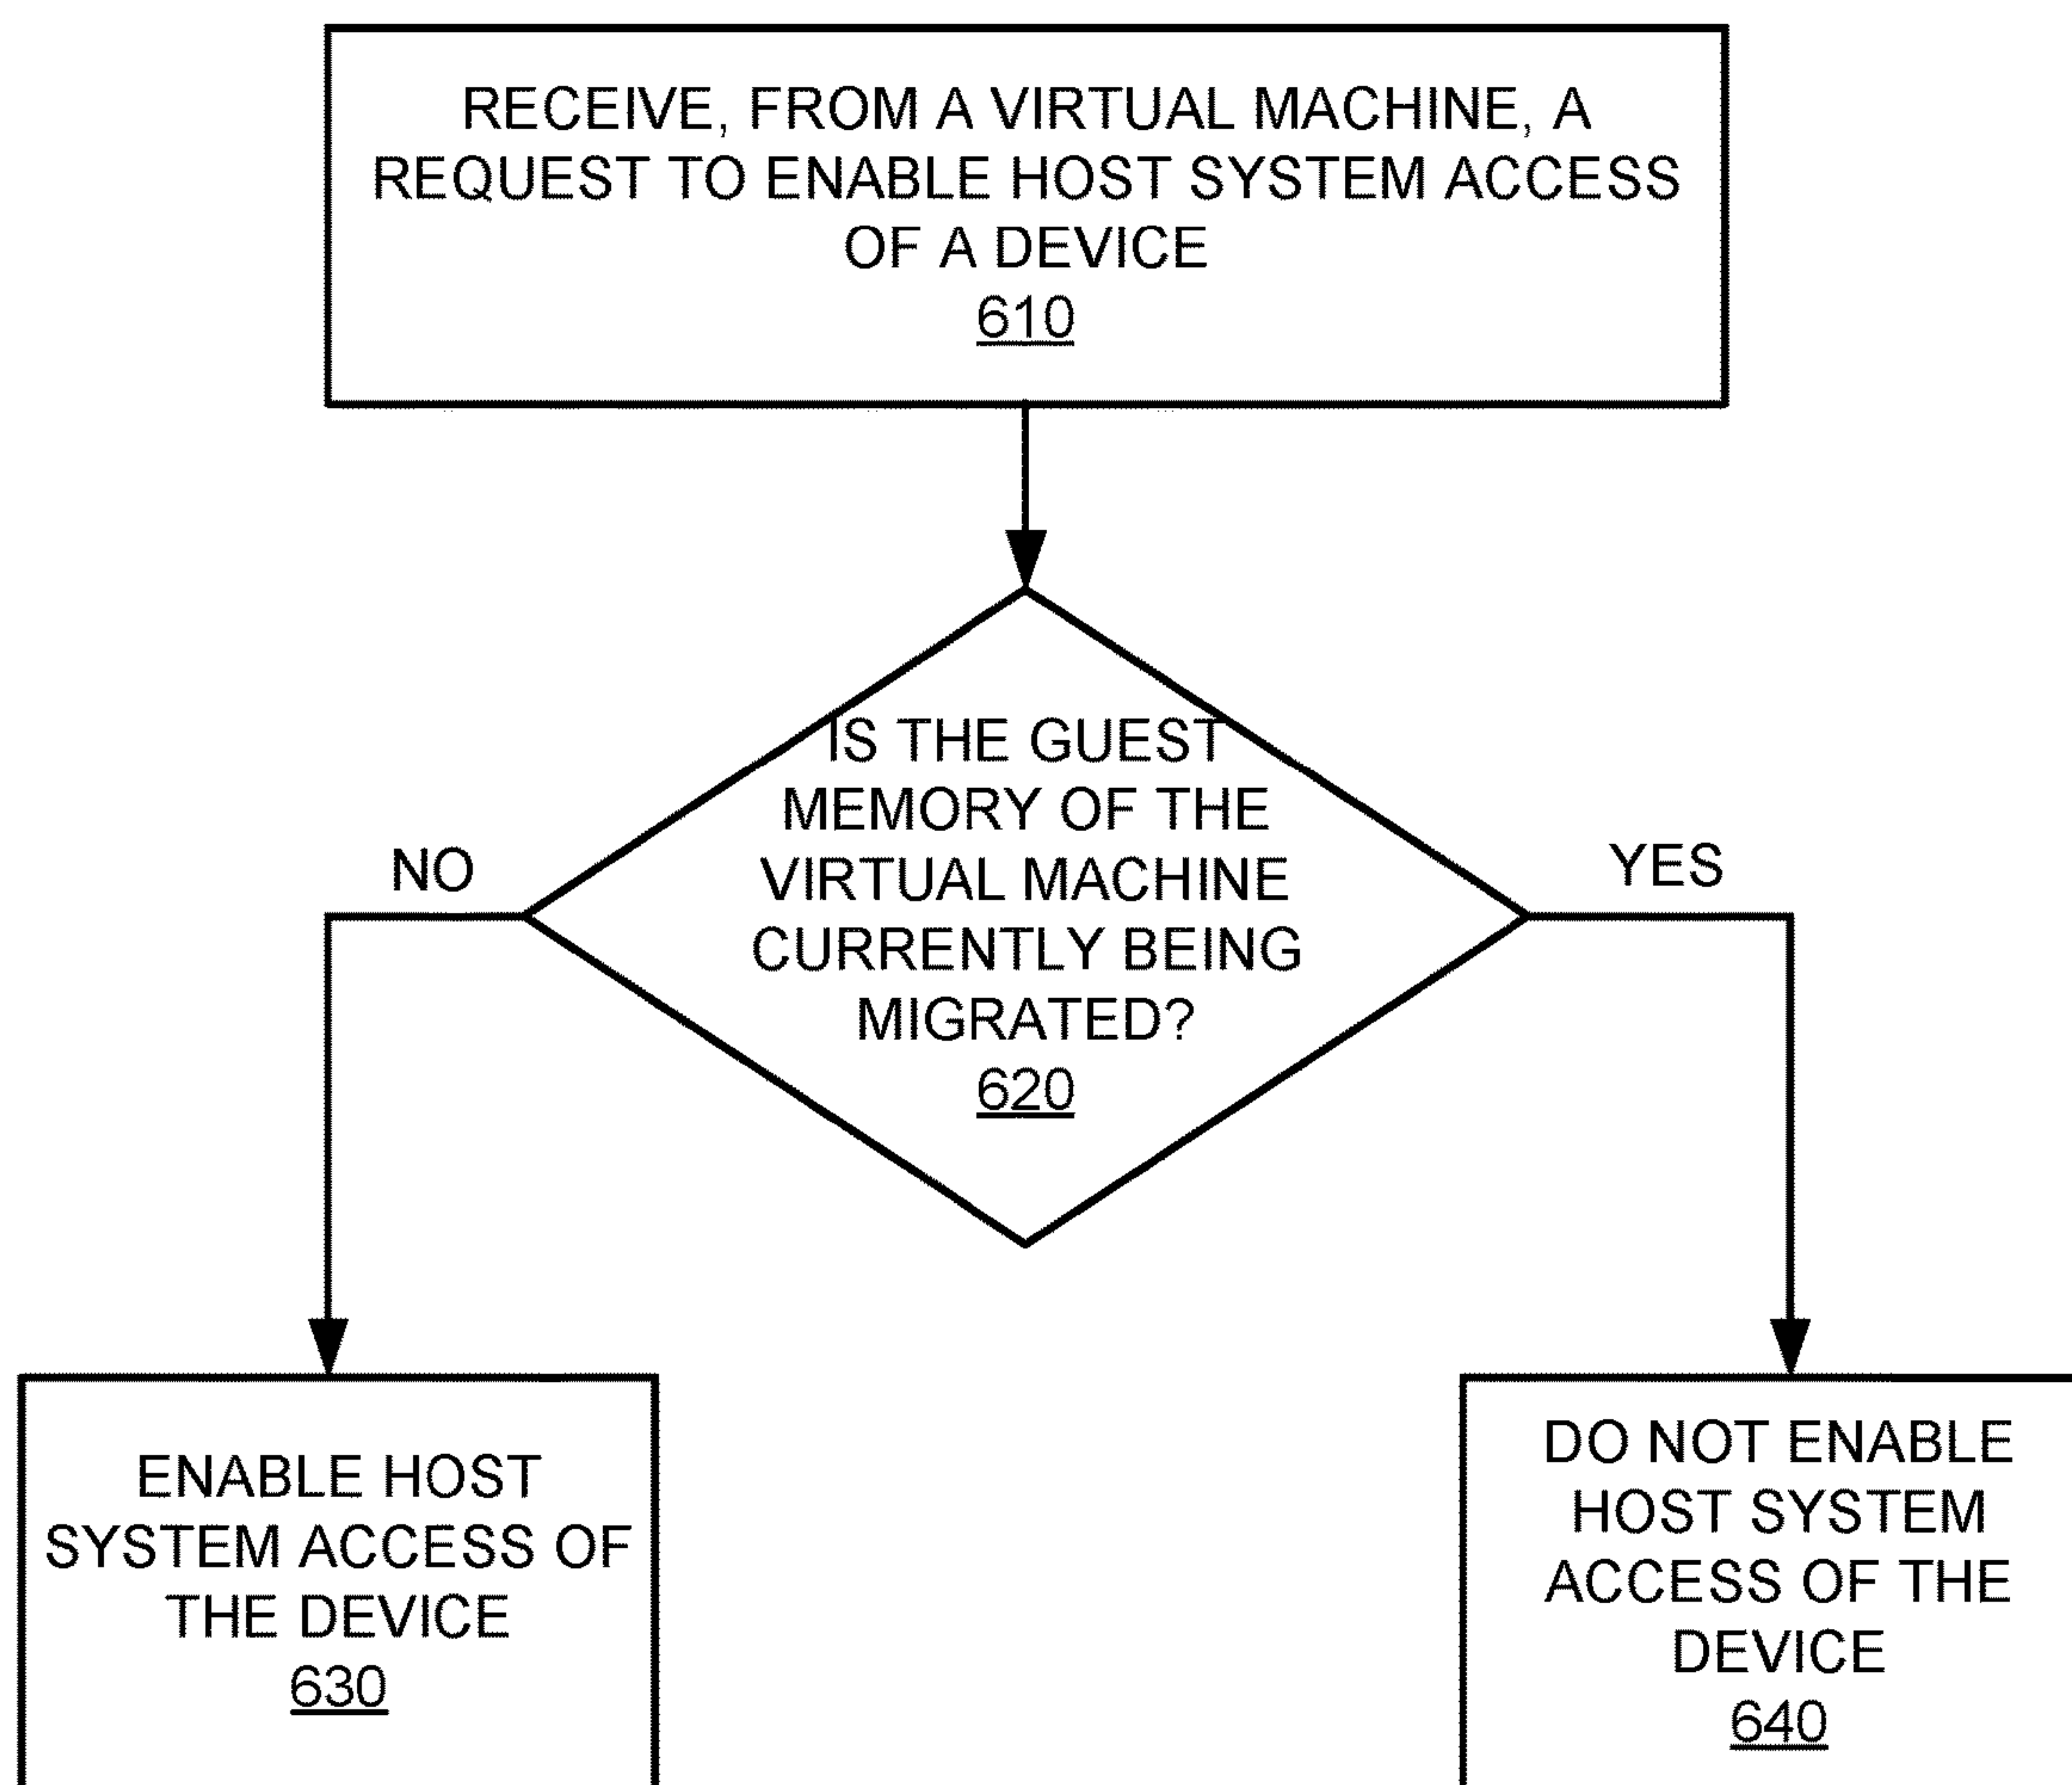 RECEIVE, FROM A VIRTUAL MACHINE, A
REQUEST TO ENABLE HOST SYSTEM ACCESS
OF A DEVICE
610
IS THE GUEST
MEMORY OF THE
VIRTUAL MACHINE
CURRENTLY BEING
MIGRATED?
620
NO
YES
ENABLE HOST
SYSTEM ACCESS OF
THE DEVICE
630
DO NOT ENABLE
HOST SYSTEM
ACCESS OF THE
DEVICE
640